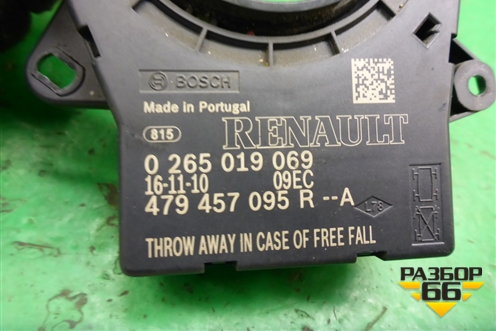 BOSCH
Made in Portugal
815
RENAULT
0 265 019 069
16-11-10 09EC
479 457 095 R --A
L78
THROW AWAY IN CASE OF FREE FALL
РАЗБОР
66